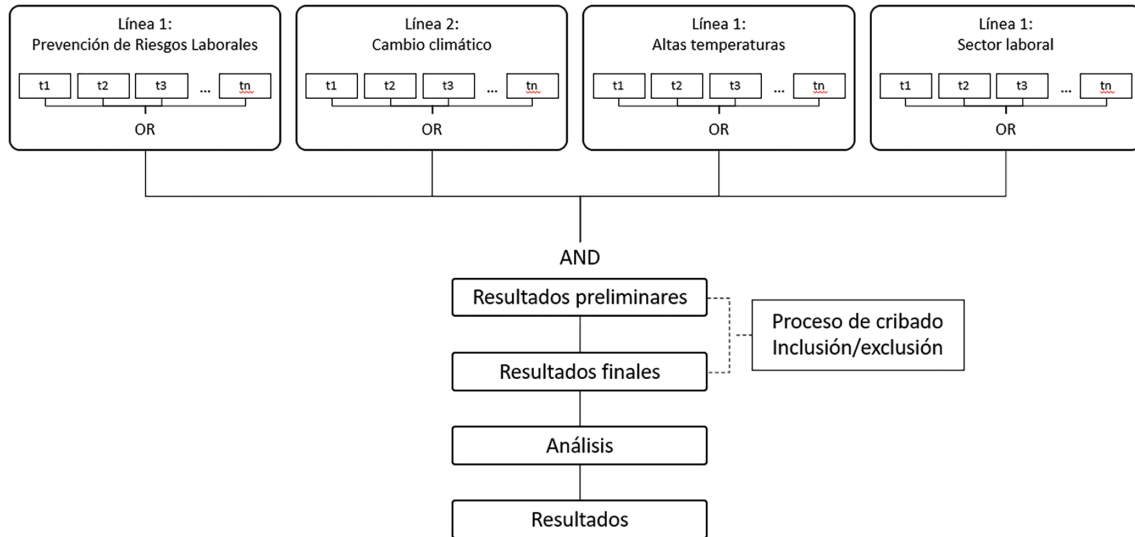 Línea 1:
Prevención de Riesgos Laborales
t1 t2 t3 ... tn
OR
Línea 2:
Cambio climático
t1 t2 t3 ... tn
OR
Línea 1:
Altas temperaturas
t1 t2 t3 ... tn
OR
Línea 1:
Sector laboral
t1 t2 t3 ... tn
OR
AND
Resultados preliminares
Proceso de cribado
Inclusión/exclusión
Resultados finales
Análisis
Resultados